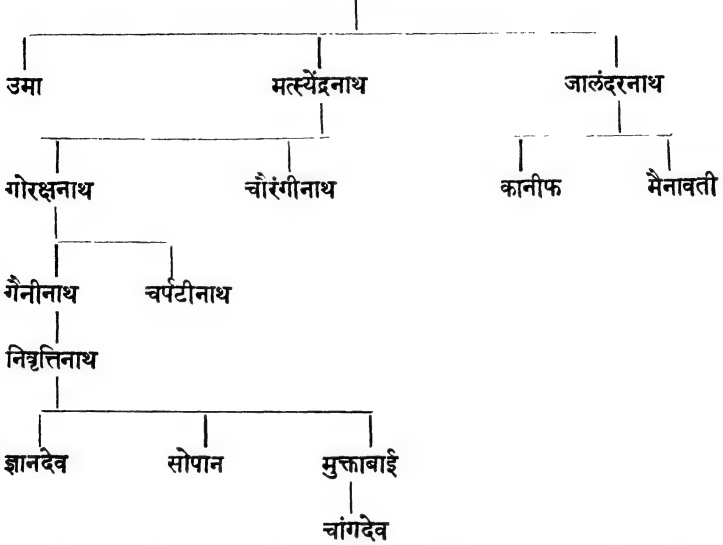 उमा मत्स्येंद्रनाथ जालंदरनाथ
गोरक्षनाथ चौरंगीनाथ कानीफ मैनावती
गैनीनाथ चर्पटीनाथ
निवृत्तिनाथ
ज्ञानदेव सोपान मुक्ताबाई
चांगदेव